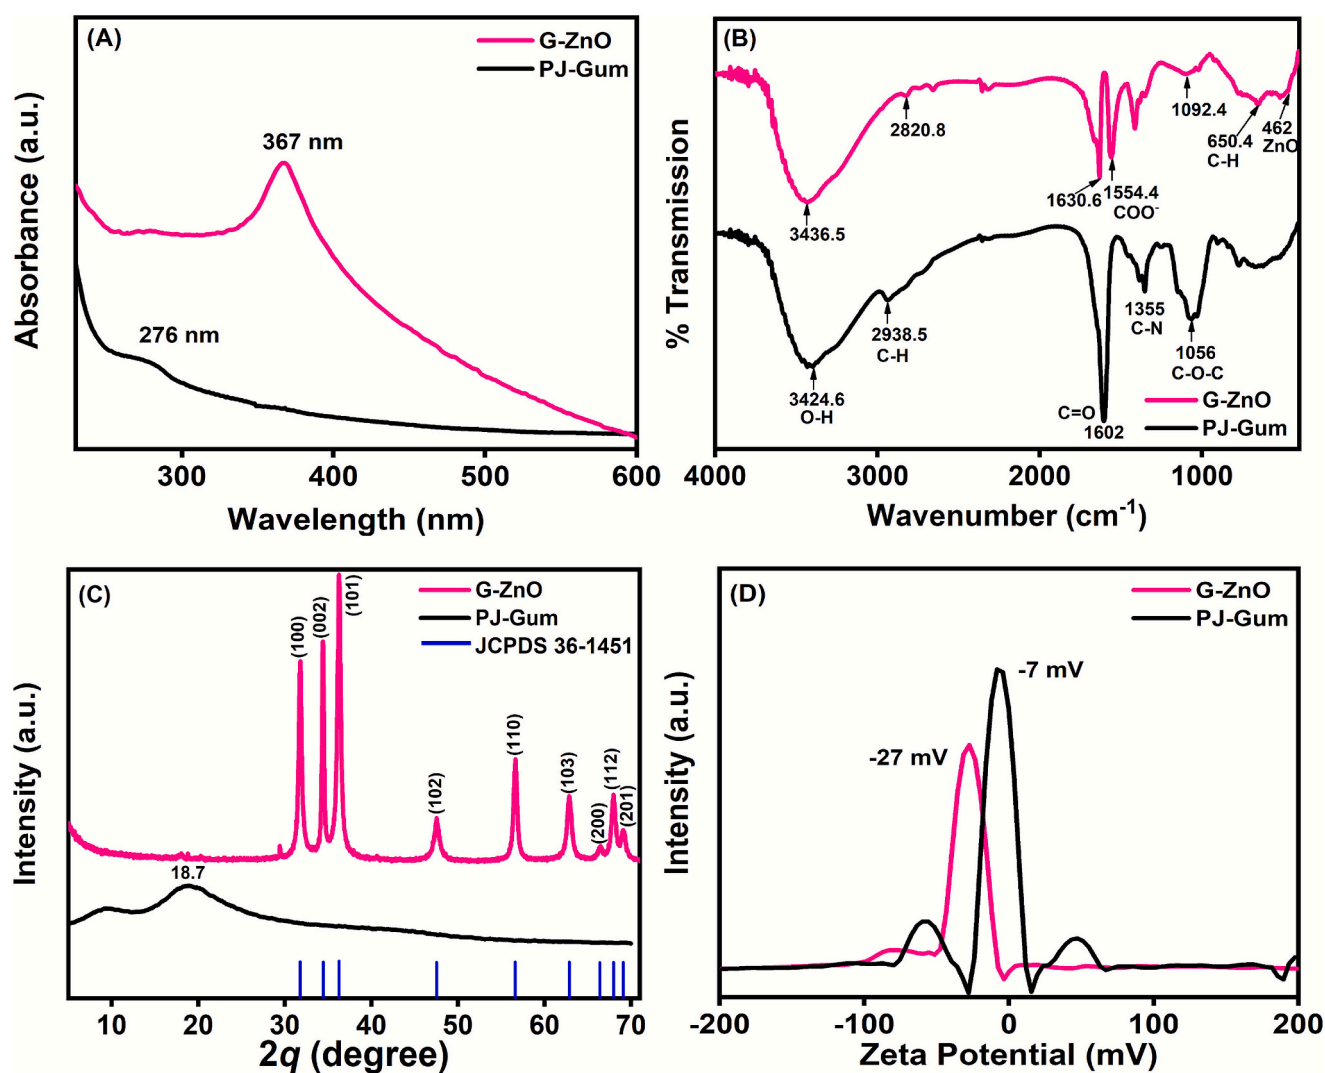 (A)
G-ZnO
PJ-Gum
367 nm
276 nm
Absorbance (a.u.)
300
400
500
600
Wavelength (nm)
(B)
2820.8
1092.4
650.4
C-H
462
ZnO
1630.6
1554.4
COO⁻
3436.5
2938.5
C-H
1355
C-N
1056
C-O-C
3424.6
O-H
C=O
1602
G-ZnO
PJ-Gum
% Transmission
4000
3000
2000
1000
Wavenumber (cm⁻¹)
(C)
G-ZnO
PJ-Gum
JCPDS 36-1451
(100)
(002)
(101)
(102)
(110)
(103)
(200)
(112)
(201)
18.7
Intensity (a.u.)
10
20
30
40
50
60
70
2q (degree)
(D)
G-ZnO
PJ-Gum
-7 mV
-27 mV
Intensity (a.u.)
-200
-100
0
100
200
Zeta Potential (mV)